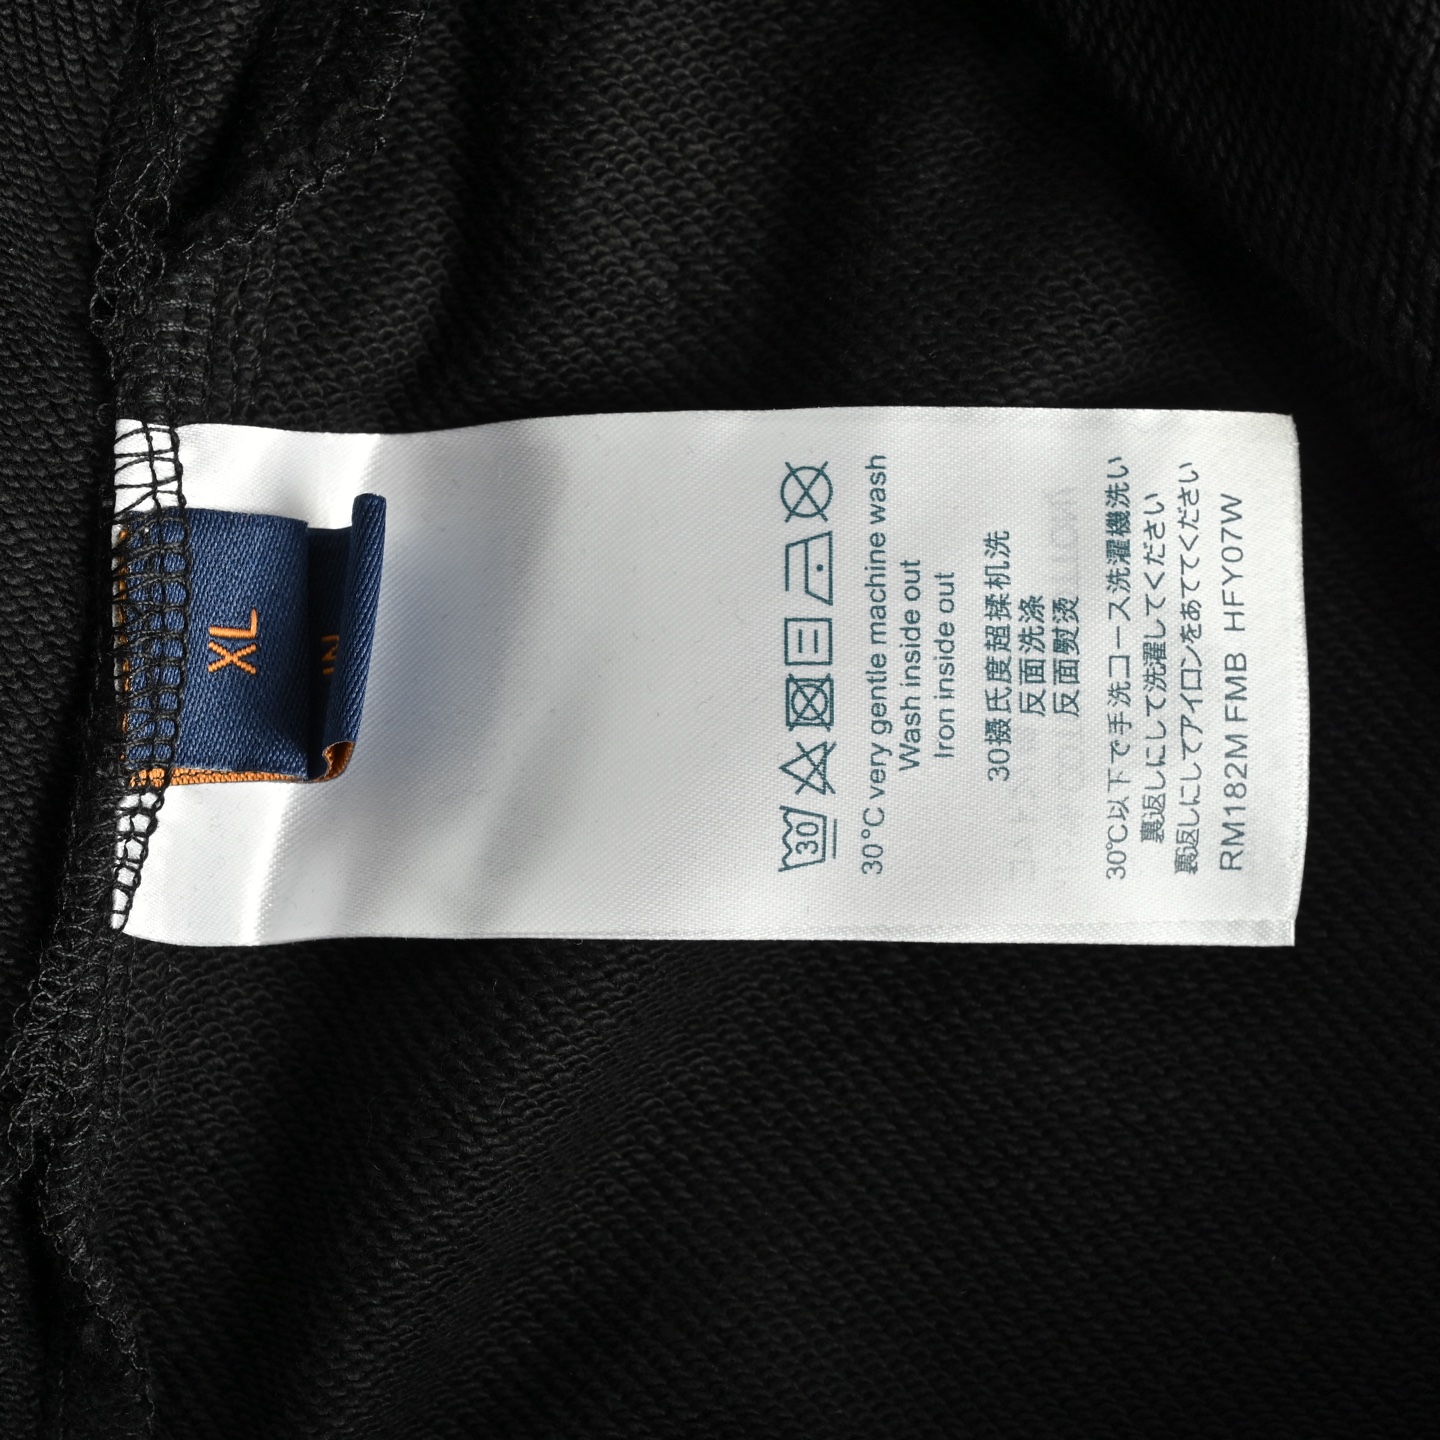 XL
IN
30
30°C very gentle machine wash
Wash inside out
Iron inside out
30摄氏度超揉机洗
反面洗涤
反面熨烫
30℃以下で手洗コース洗濯機洗い
裏返しにして洗濯してください
裏返しにしてアイロンをあててください
RM182M FMB HFY07W